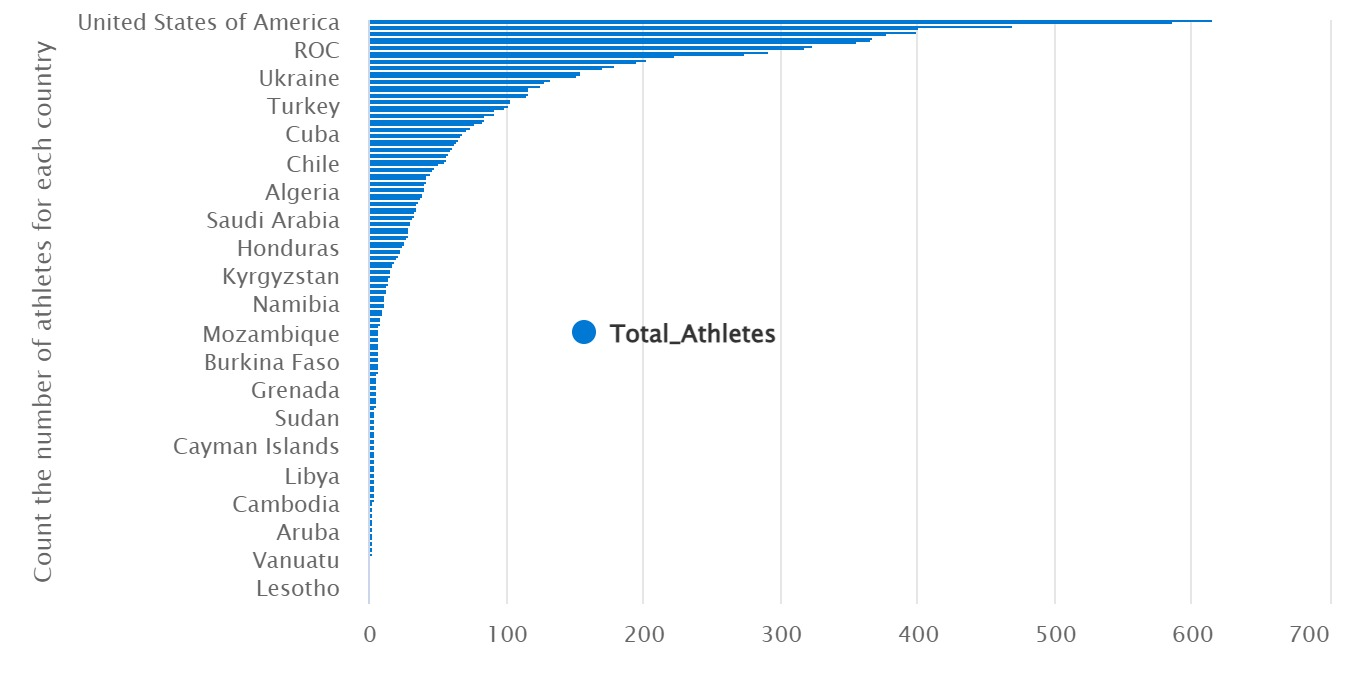 Count the number of athletes for each country
United States of America
ROC
Ukraine
Turkey
Cuba
Chile
Algeria
Saudi Arabia
Honduras
Kyrgyzstan
Namibia
Mozambique
Burkina Faso
Grenada
Sudan
Cayman Islands
Libya
Cambodia
Aruba
Vanuatu
Lesotho
Total_Athletes
0 100 200 300 400 500 600 700